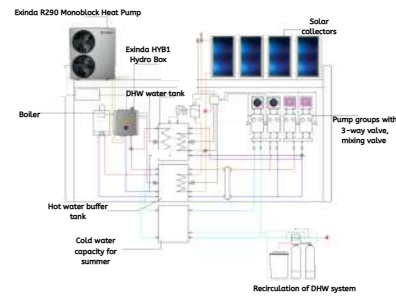 Exinda R290 Monoblock Heat Pump
Solar
collectors
Exinda HYB1
Hydro Box
DHW water tank
Boiler
Pump groups with
3-way valve,
mixing valve
Hot water buffer
tank
Cold water
capacity for
summer
Recirculation of DHW system